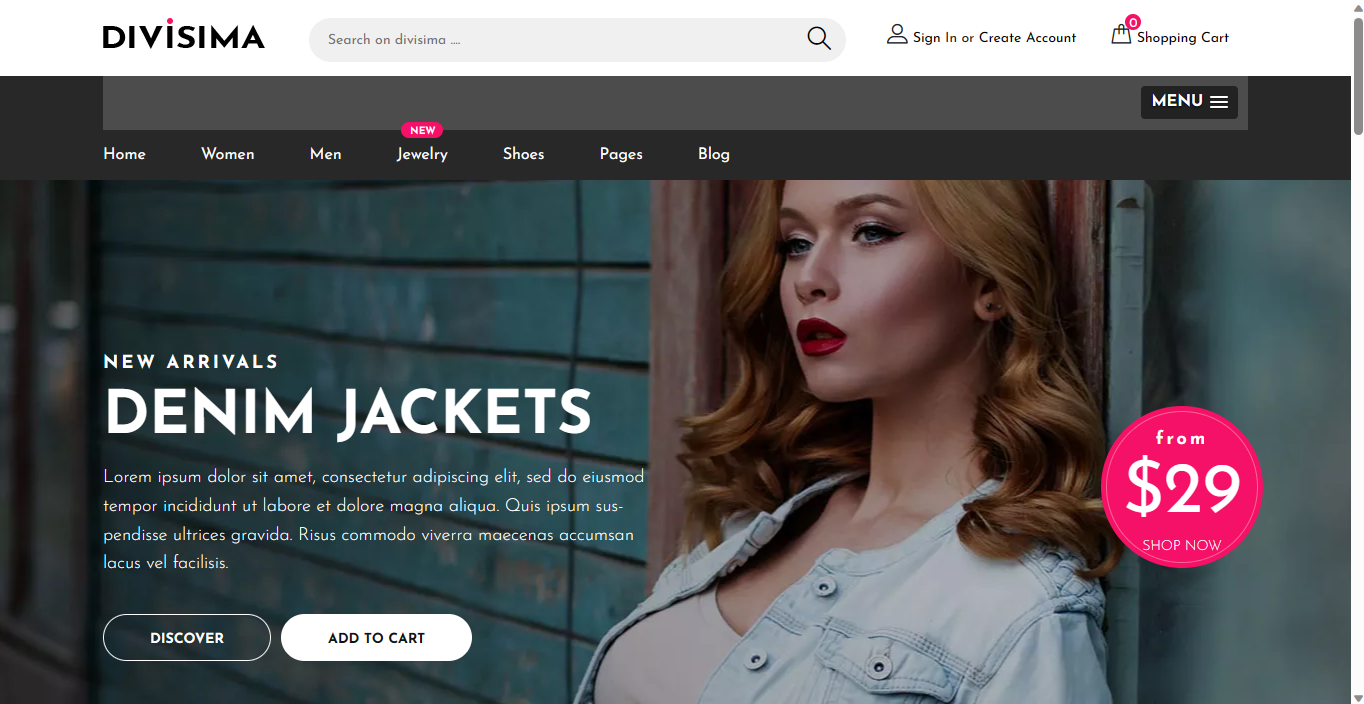 DIVISIMA
Search on divisima ....
Sign In or Create Account
0
Shopping Cart
MENU
NEW
Home Women Men Jewelry Shoes Pages Blog
NEW ARRIVALS
DENIM JACKETS
Lorem ipsum dolor sit amet, consectetur adipiscing elit, sed do eiusmod
tempor incididunt ut labore et dolore magna aliqua. Quis ipsum sus-
pendisse ultrices gravida. Risus commodo viverra maecenas accumsan
lacus vel facilisis.
DISCOVER
ADD TO CART
from
$29
SHOP NOW